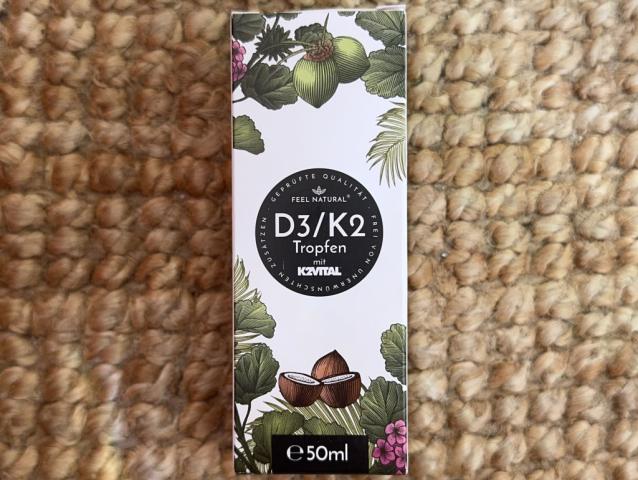 GEPRÜFTE QUALITÄT · FREI VON UNERWÜNSCHTEN ZUSÄTZEN ·
FEEL NATURAL®
D3/K2
Tropfen
mit
K2VITAL
℮50ml